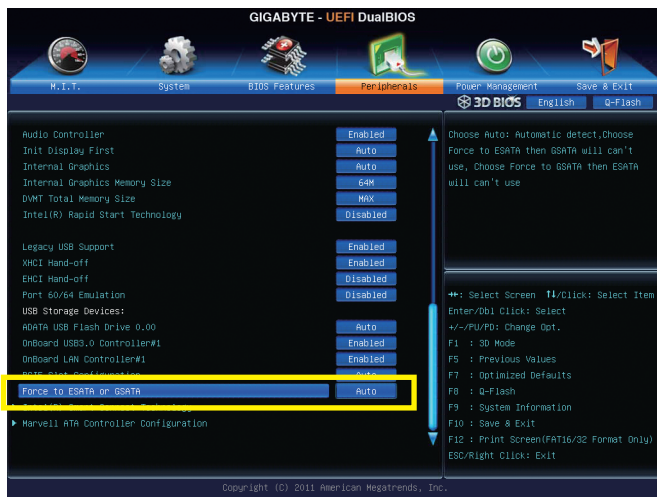 GIGABYTE - UEFI DualBIOS
M.I.T. System BIOS Features Peripherals Power Management Save & Exit
3D BIOS English Q-Flash
Audio Controller Enabled
Init Display First Auto
Internal Graphics Auto
Internal Graphics Memory Size 64M
DVMT Total Memory Size MAX
Intel(R) Rapid Start Technology Disabled
Legacy USB Support Enabled
XHCI Hand-off Enabled
EHCI Hand-off Disabled
Port 60/64 Emulation Disabled
USB Storage Devices:
ADATA USB Flash Drive 0.00 Auto
OnBoard USB3.0 Controller#1 Enabled
OnBoard LAN Controller#1 Enabled
PCIE Slot Configuration Auto
Force to ESATA or GSATA Auto
Marvell ATA Controller Configuration
Choose Auto: Automatic detect,Choose
Force to ESATA then GSATA will can't
use, Choose Force to GSATA then ESATA
will can't use
: Select Screen ↑↓/Click: Select Item
Enter/Dbl Click: Select
+/-/PU/PD: Change Opt.
F1 : 3D Mode
F5 : Previous Values
F7 : Optimized Defaults
F8 : Q-Flash
F9 : System Information
F10 : Save & Exit
F12 : Print Screen(FAT16/32 Format Only)
ESC/Right Click: Exit
Copyright (C) 2011 American Megatrends, Inc.